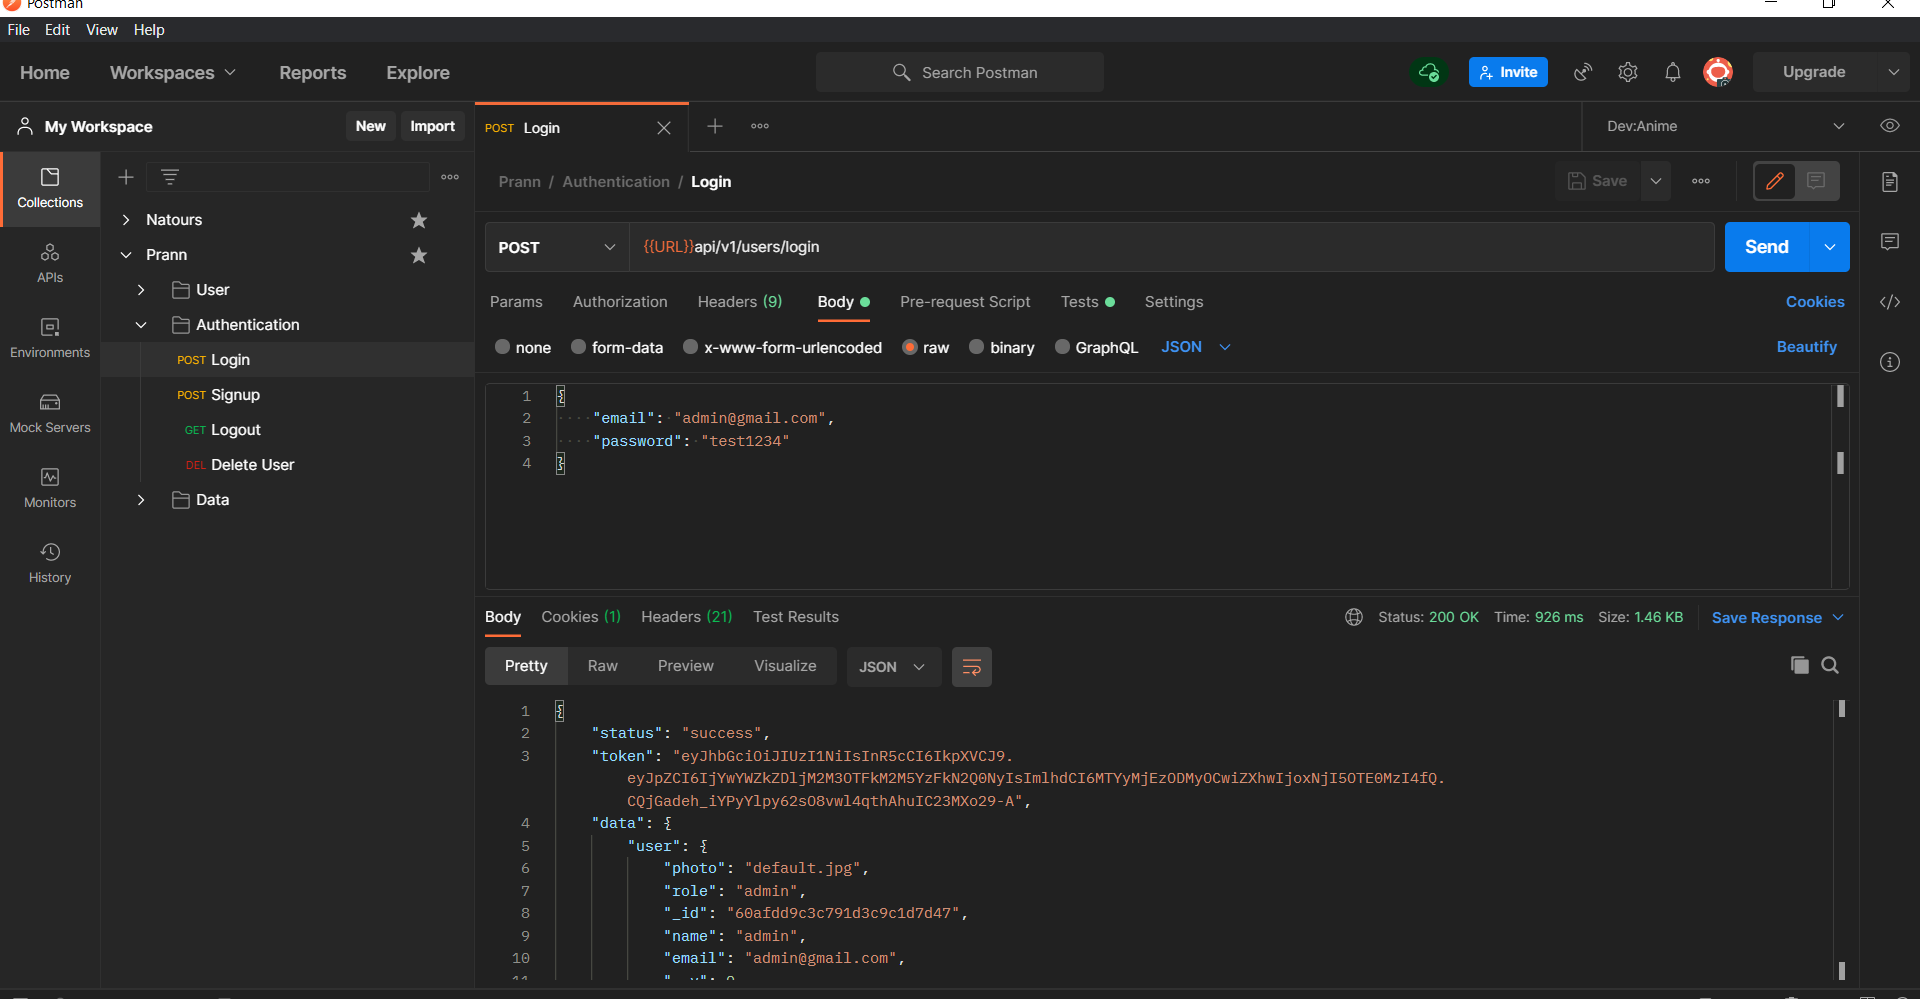 Postman
File Edit View Help
Home Workspaces Reports Explore Search Postman Invite Upgrade
My Workspace New Import POST Login Dev:Anime
Collections
APIs
Environments
Mock Servers
Monitors
History
Natours
Prann
User
Authentication
POST Login
POST Signup
GET Logout
DEL Delete User
Data
Prann / Authentication / Login Save
POST {{URL}}api/v1/users/login Send
Params Authorization Headers (9) Body Pre-request Script Tests Settings Cookies
none form-data x-www-form-urlencoded raw binary GraphQL JSON Beautify
1 {
2 "email": "admin@gmail.com",
3 "password": "test1234"
4 }
Body Cookies (1) Headers (21) Test Results Status: 200 OK Time: 926 ms Size: 1.46 KB Save Response
Pretty Raw Preview Visualize JSON
1 {
2 "status": "success",
3 "token": "eyJhbGciOiJIUzI1NiIsInR5cCI6IkpXVCJ9.
eyJpZCI6IjYwYWZkZDljM2M3OTFkM2M5YzFkN2Q0NyIsImlhdCI6MTYyMjEzODMyOCwiZXhwIjoxNjI5OTE0MzI4fQ.
CQjGadeh_iYPyYlpy62sO8vwl4qthAhuIC23MXo29-A",
4 "data": {
5 "user": {
6 "photo": "default.jpg",
7 "role": "admin",
8 "_id": "60afdd9c3c791d3c9c1d7d47",
9 "name": "admin",
10 "email": "admin@gmail.com",